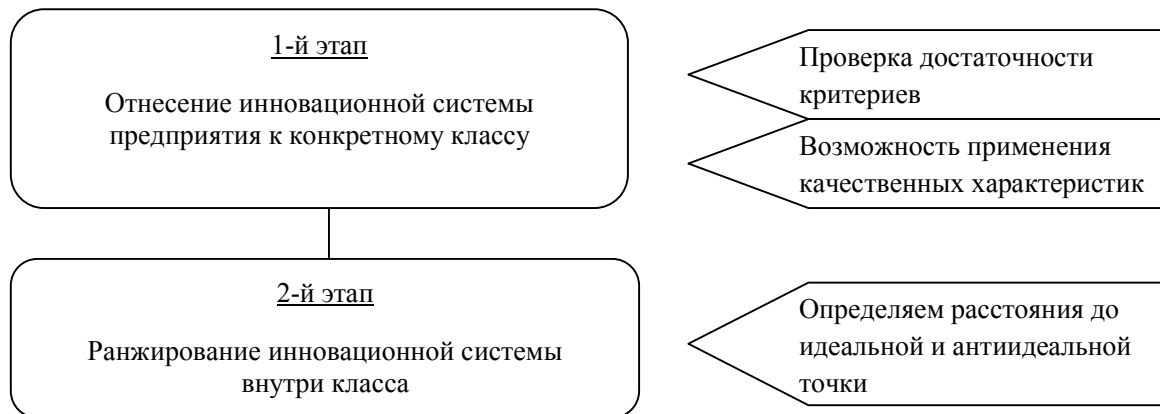 1-й этап
Отнесение инновационной системы
предприятия к конкретному классу
Проверка достаточности
критериев
Возможность применения
качественных характеристик
2-й этап
Ранжирование инновационной системы
внутри класса
Определяем расстояния до
идеальной и антиидеальной
точки